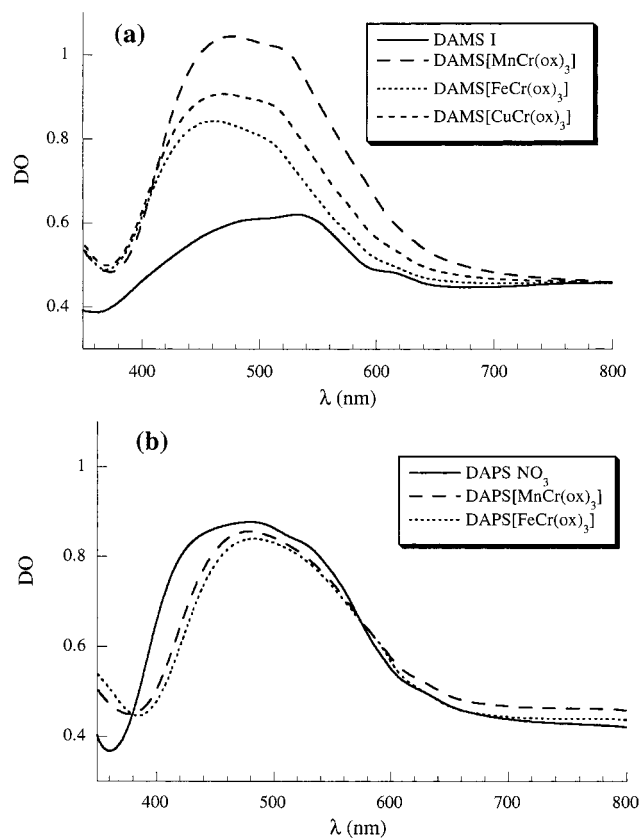 (a)
DAMS I
DAMS[MnCr(ox)₃]
DAMS[FeCr(ox)₃]
DAMS[CuCr(ox)₃]
1
0.8
0.6
0.4
DO
400 500 600 700 800
λ (nm)
(b)
DAPS NO₃
DAPS[MnCr(ox)₃]
DAPS[FeCr(ox)₃]
1
0.8
0.6
0.4
DO
400 500 600 700 800
λ (nm)